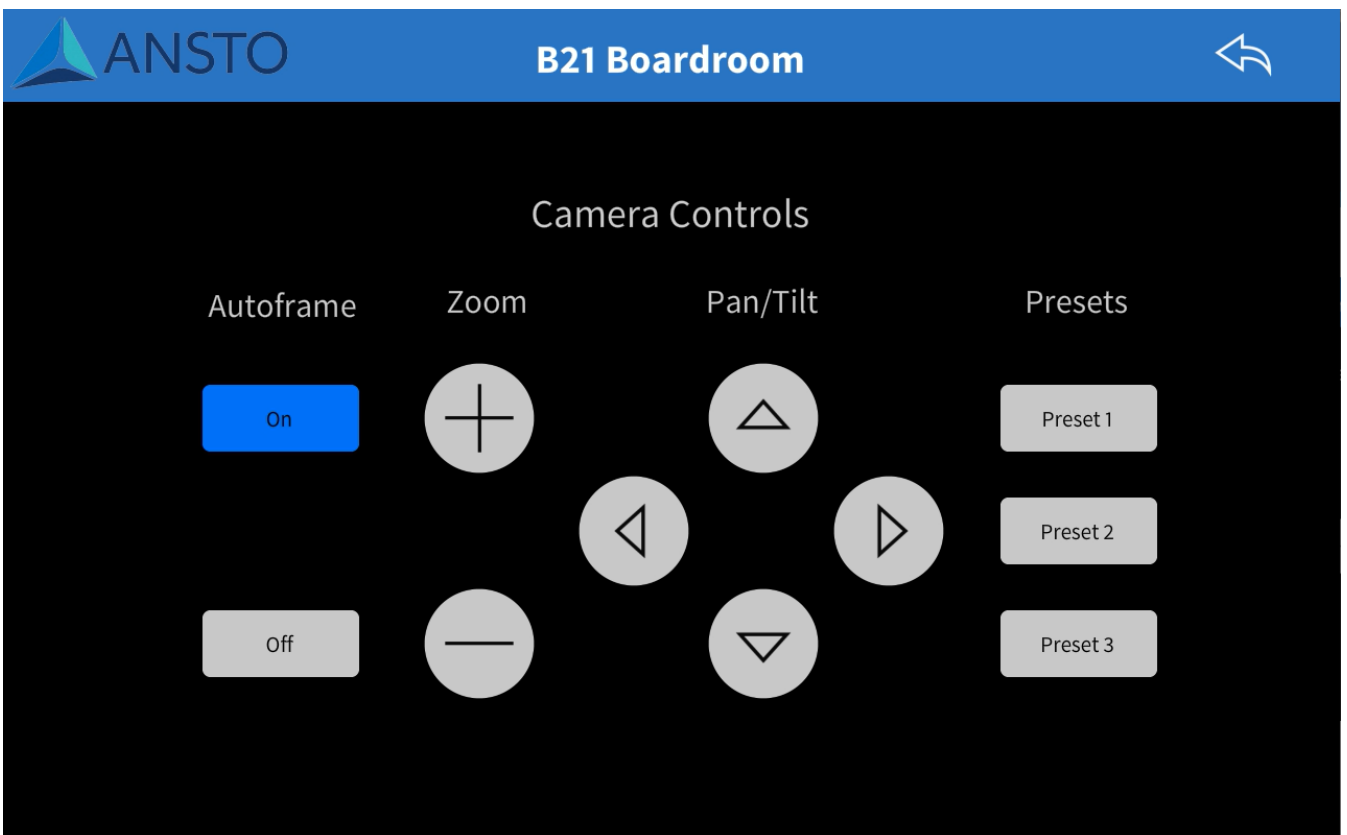 ANSTO
B21 Boardroom
Camera Controls
Autoframe Zoom Pan/Tilt Presets
On
Preset 1
Preset 2
Off
Preset 3